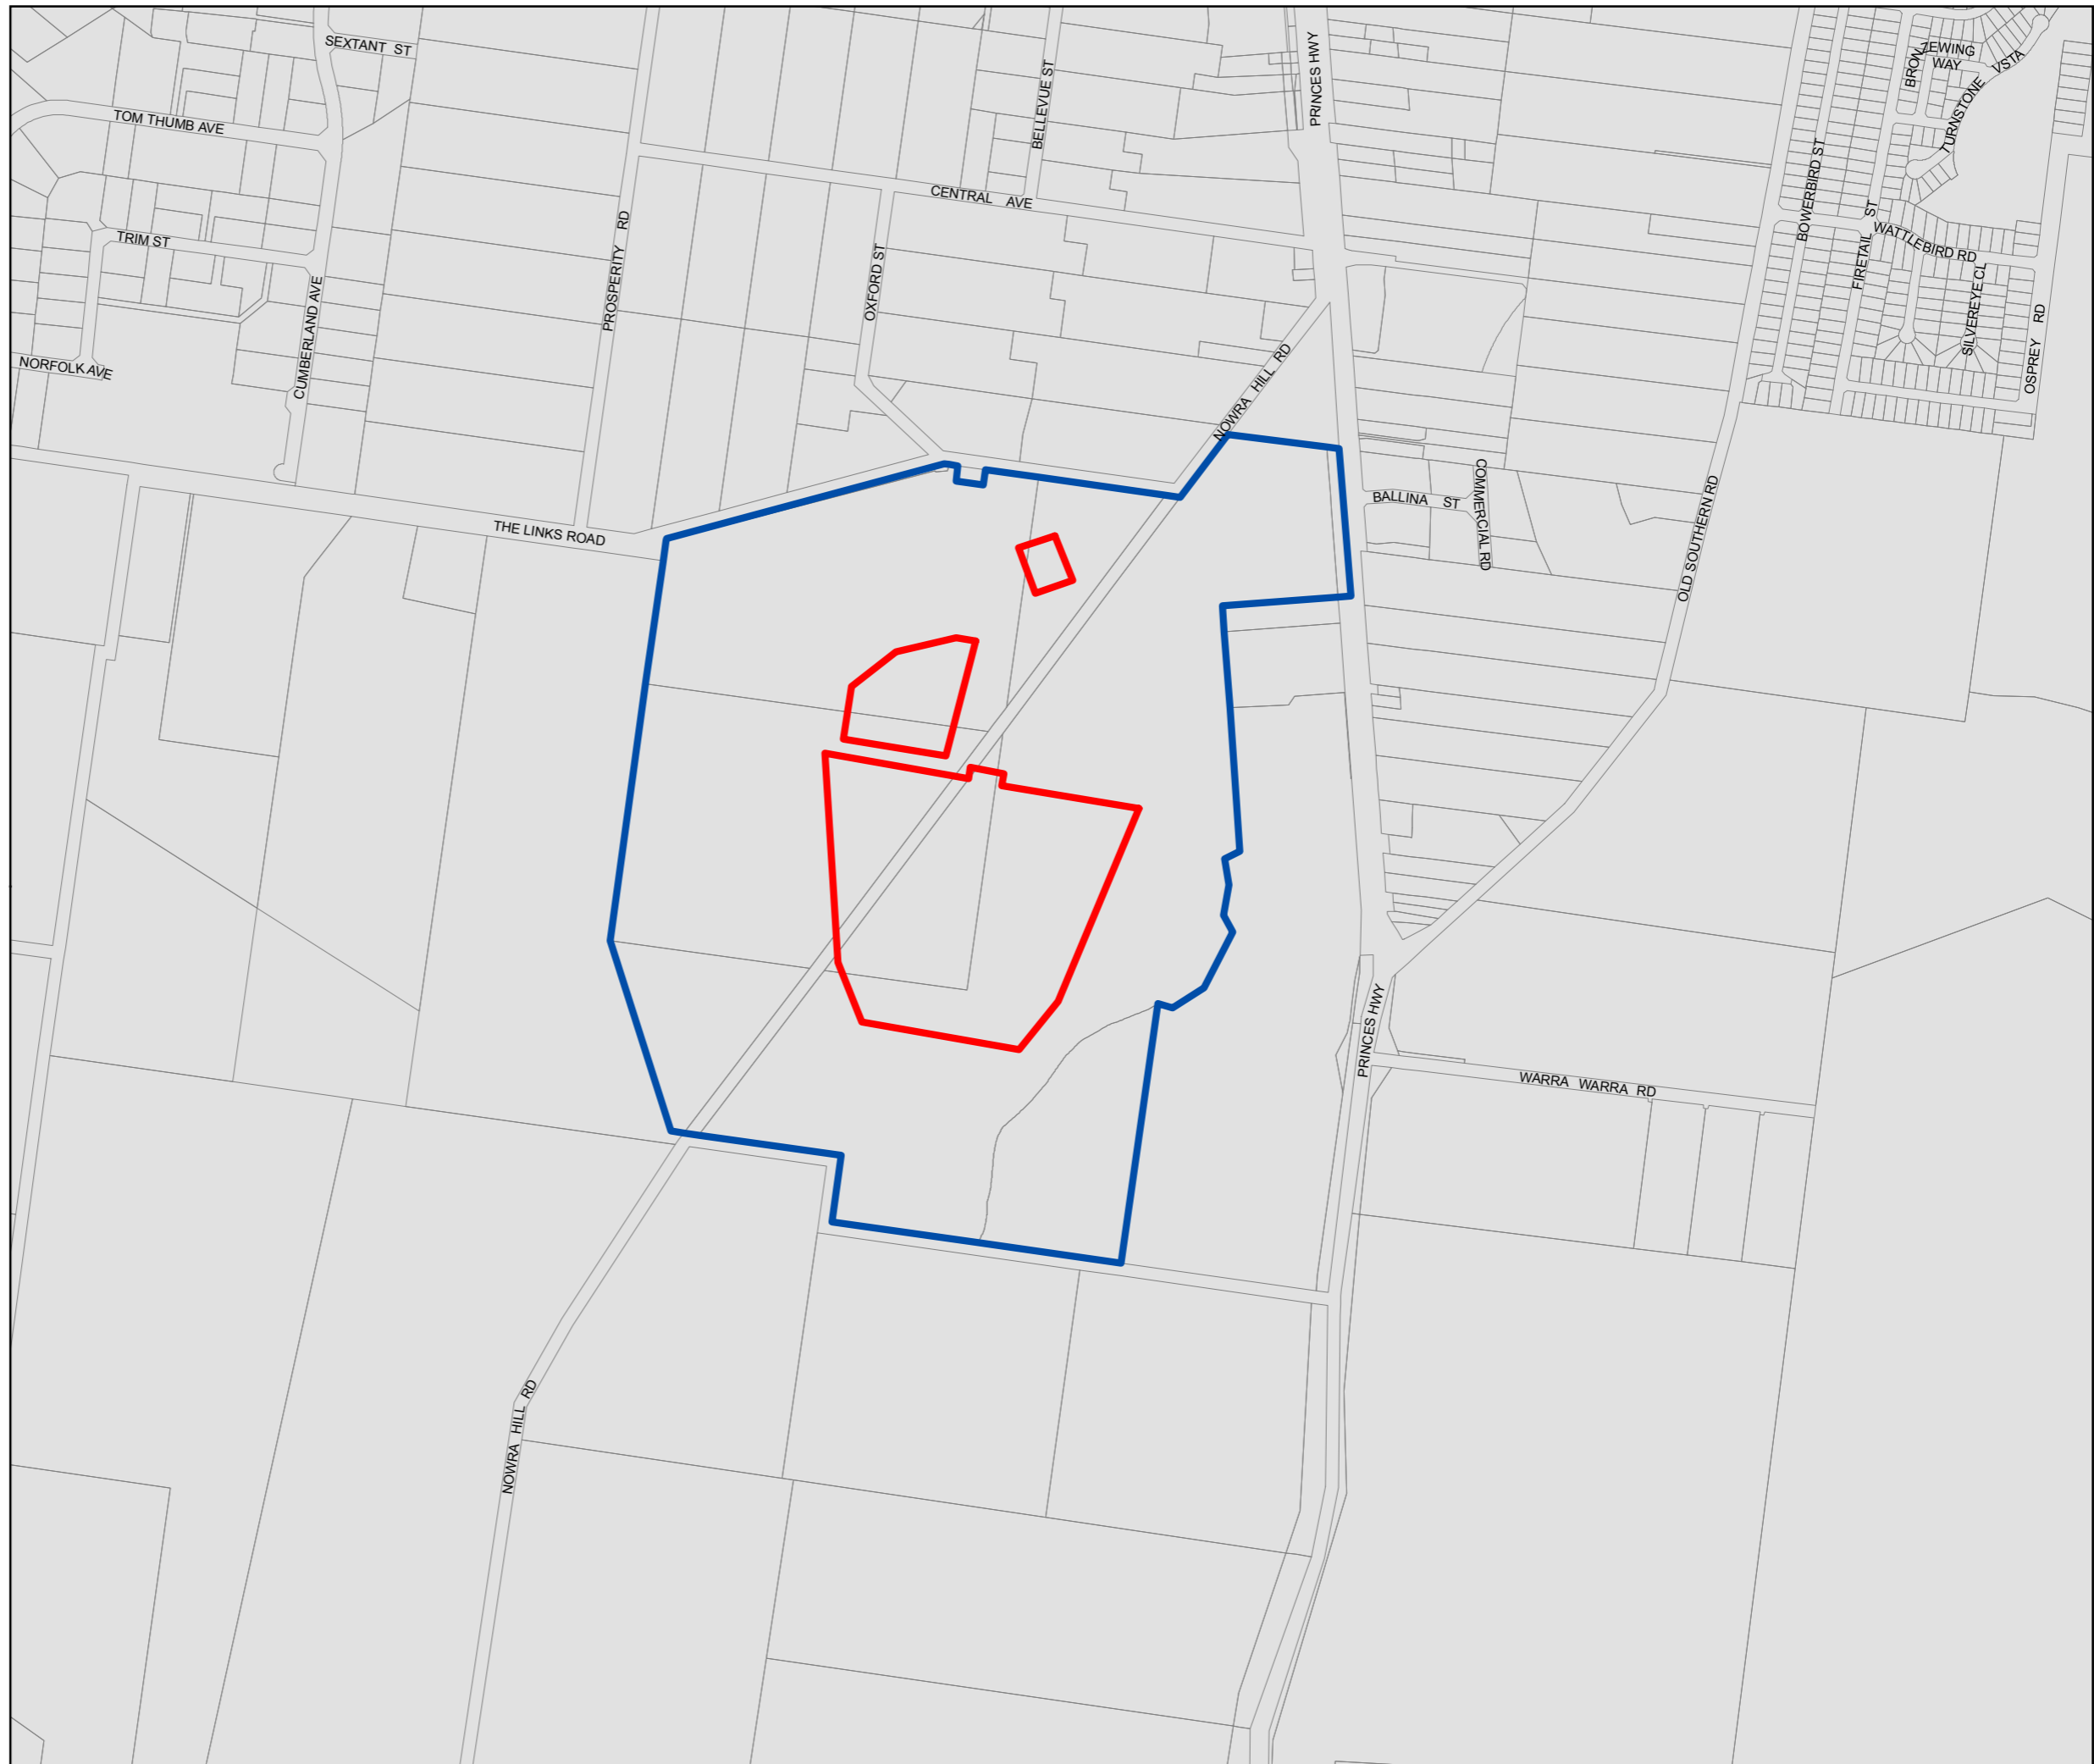 SEXTANT ST
TOM THUMB AVE
TRIM ST
NORFOLK AVE
CUMBERLAND AVE
PROSPERITY RD
THE LINKS ROAD
BELLEVUE ST
CENTRAL AVE
OXFORD ST
PRINCES HWY
NOWRA HILL RD
BALLINA ST
COMMERCIAL RD
OLD SOUTHERN RD
BOWERBIRD ST
FIRETAIL ST
WATTLEBIRD RD
SILVEREYE CL
OSPREY RD
BRONZEWING
WAY
TURNSTONE VSTA
PRINCES HWY
WARRA WARRA RD
NOWRA HILL RD